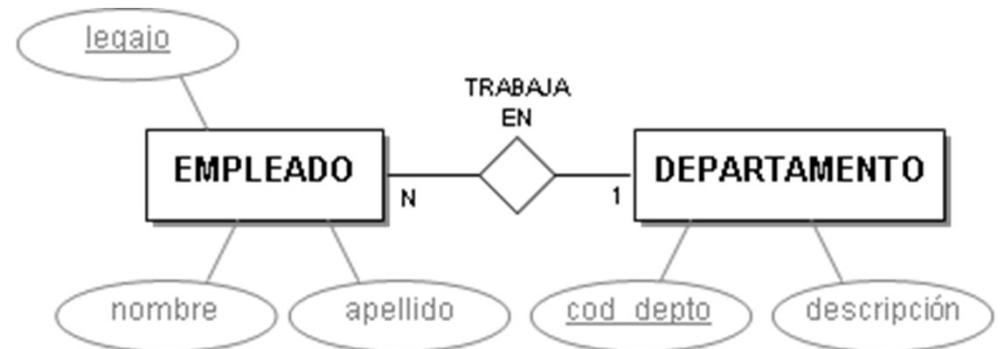 legajo
TRABAJA
EN
EMPLEADO
DEPARTAMENTO
N
1
nombre
apellido
cod_depto
descripción